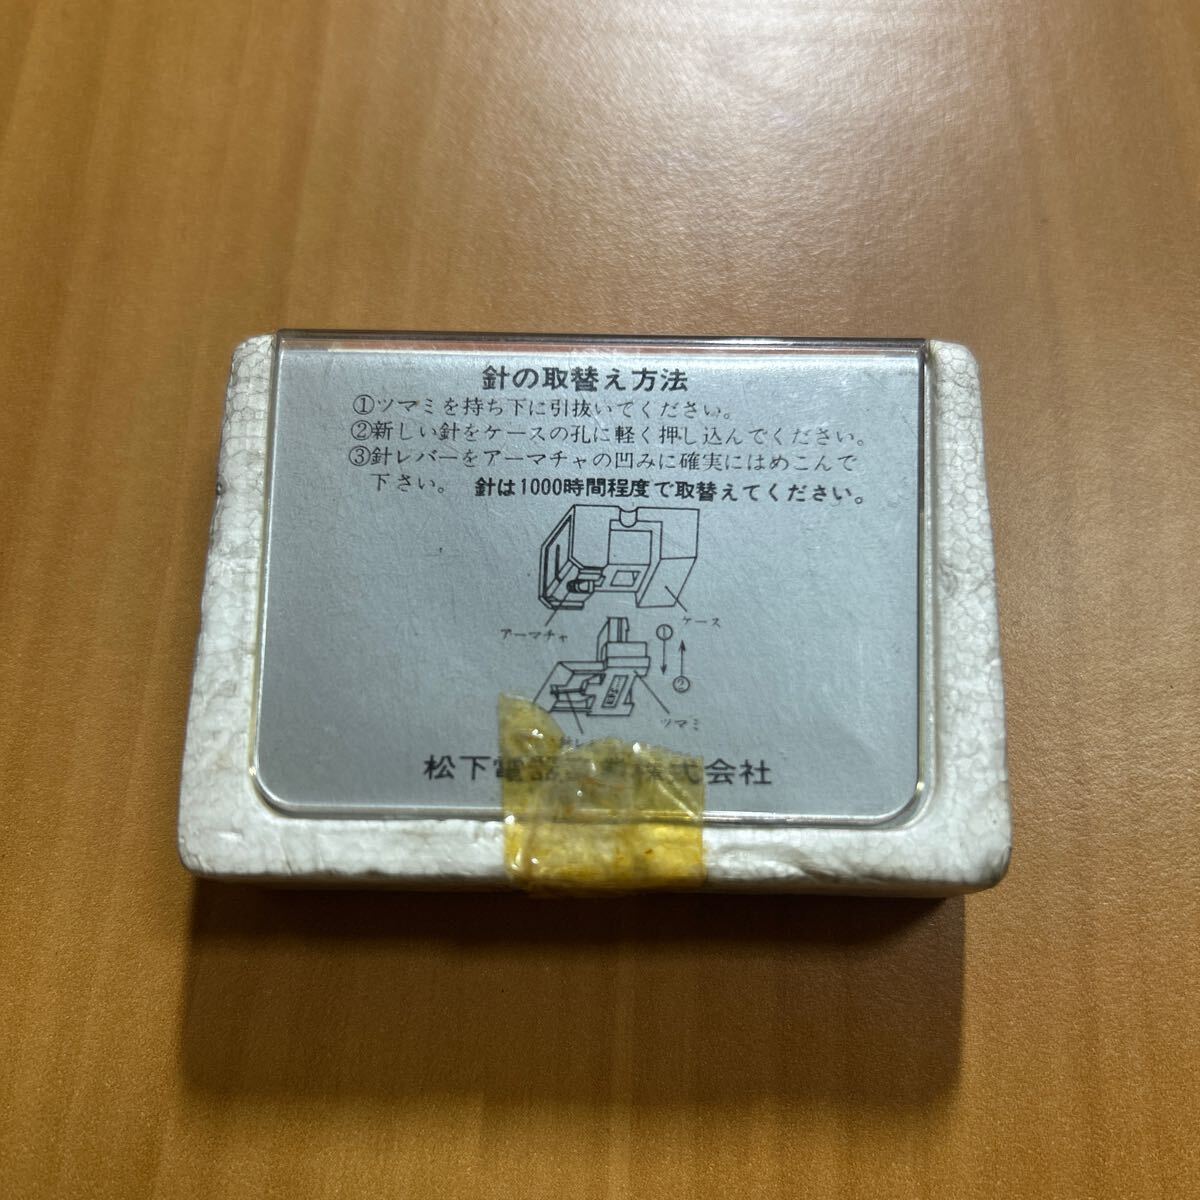 針の取替え方法
①ツマミを持ち下に引抜いてください。
②新しい針をケースの孔に軽く押し込んでください。
③針レバーをアーマチャの凹みに確実にはめこんで
下さい。 針は1000時間程度で取替えてください。
アーマチャ
ケース
①
②
ツマミ
松下電器産業株式会社